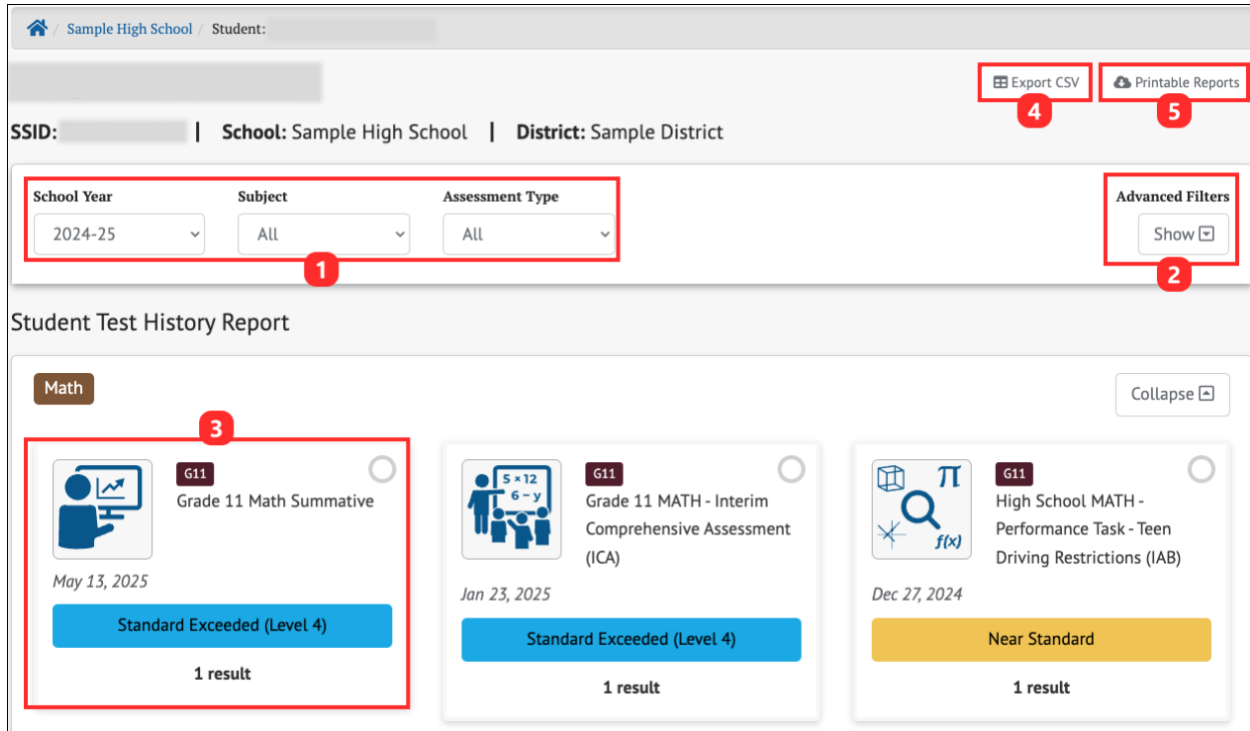 / Sample High School / Student:
Export CSV
Printable Reports
4
5
SSID: | School: Sample High School | District: Sample District
School Year
Subject
Assessment Type
Advanced Filters
2024-25
All
All
Show
1
2
Student Test History Report
Math
Collapse
3
G11
Grade 11 Math Summative
May 13, 2025
Standard Exceeded (Level 4)
1 result
5 × 12
6 - y
G11
Grade 11 MATH - Interim
Comprehensive Assessment
(ICA)
Jan 23, 2025
Standard Exceeded (Level 4)
1 result
π
f(x)
G11
High School MATH -
Performance Task - Teen
Driving Restrictions (IAB)
Dec 27, 2024
Near Standard
1 result